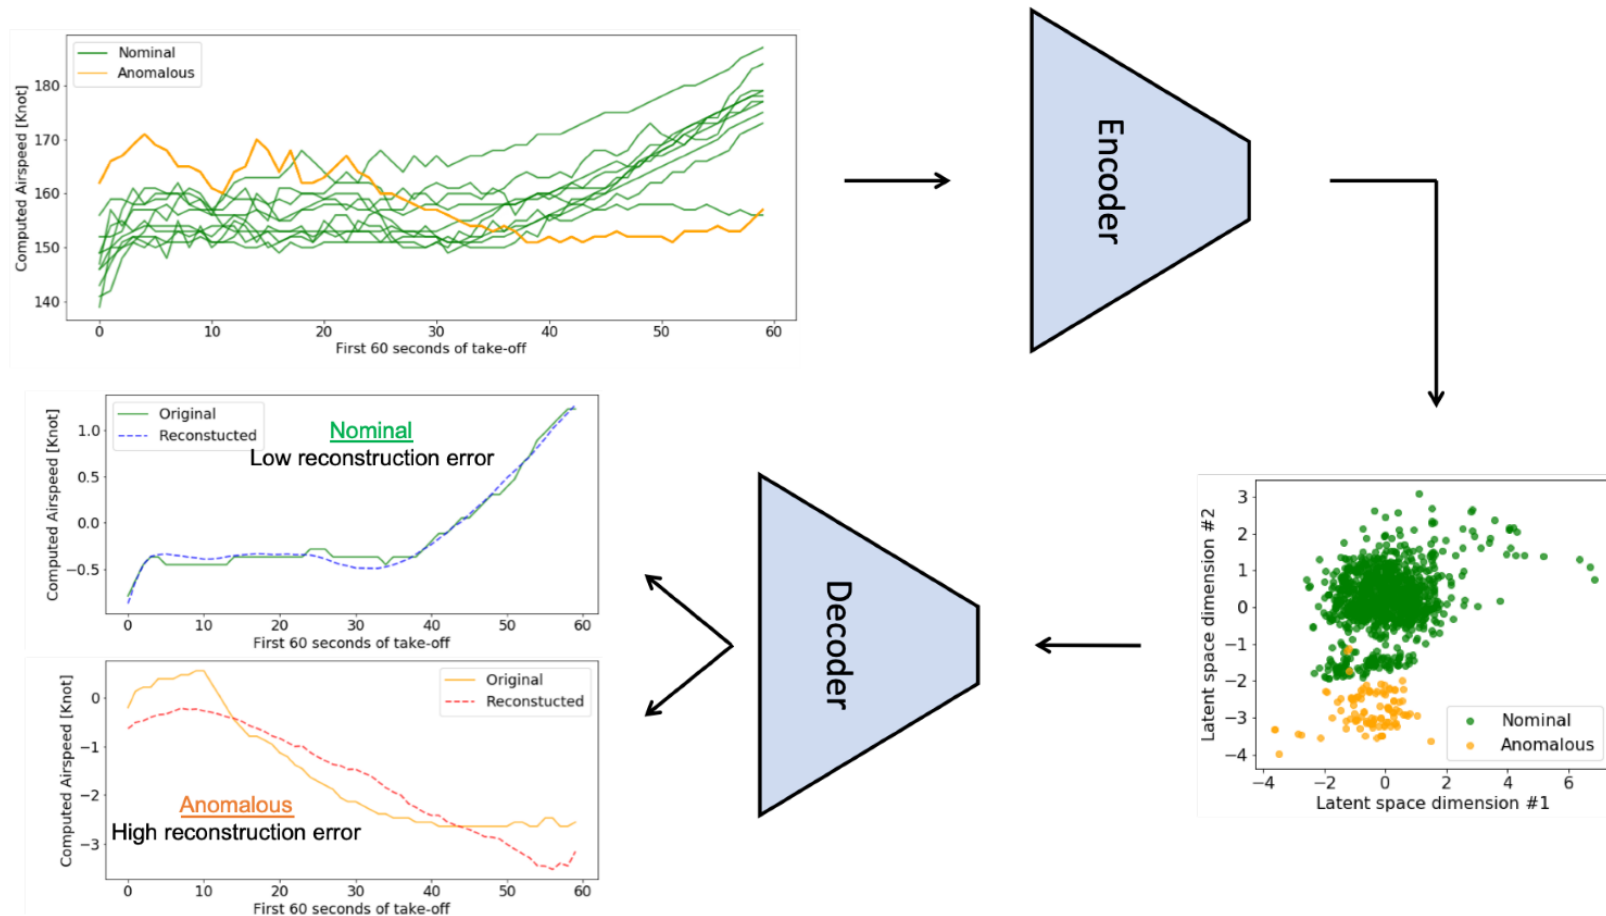 Nominal
Anomalous
Computed Airspeed [Knot]
180
170
160
150
140
0 10 20 30 40 50 60
First 60 seconds of take-off
Encoder
Original
Reconstucted
Nominal
Low reconstruction error
Computed Airspeed [Knot]
1.0
0.5
0.0
−0.5
0 10 20 30 40 50 60
First 60 seconds of take-off
Original
Reconstucted
Anomalous
High reconstruction error
Computed Airspeed [Knot]
0
−1
−2
−3
0 10 20 30 40 50 60
First 60 seconds of take-off
Decoder
Latent space dimension #2
3
2
1
0
−1
−2
−3
−4
Nominal
Anomalous
−4 −2 0 2 4 6
Latent space dimension #1